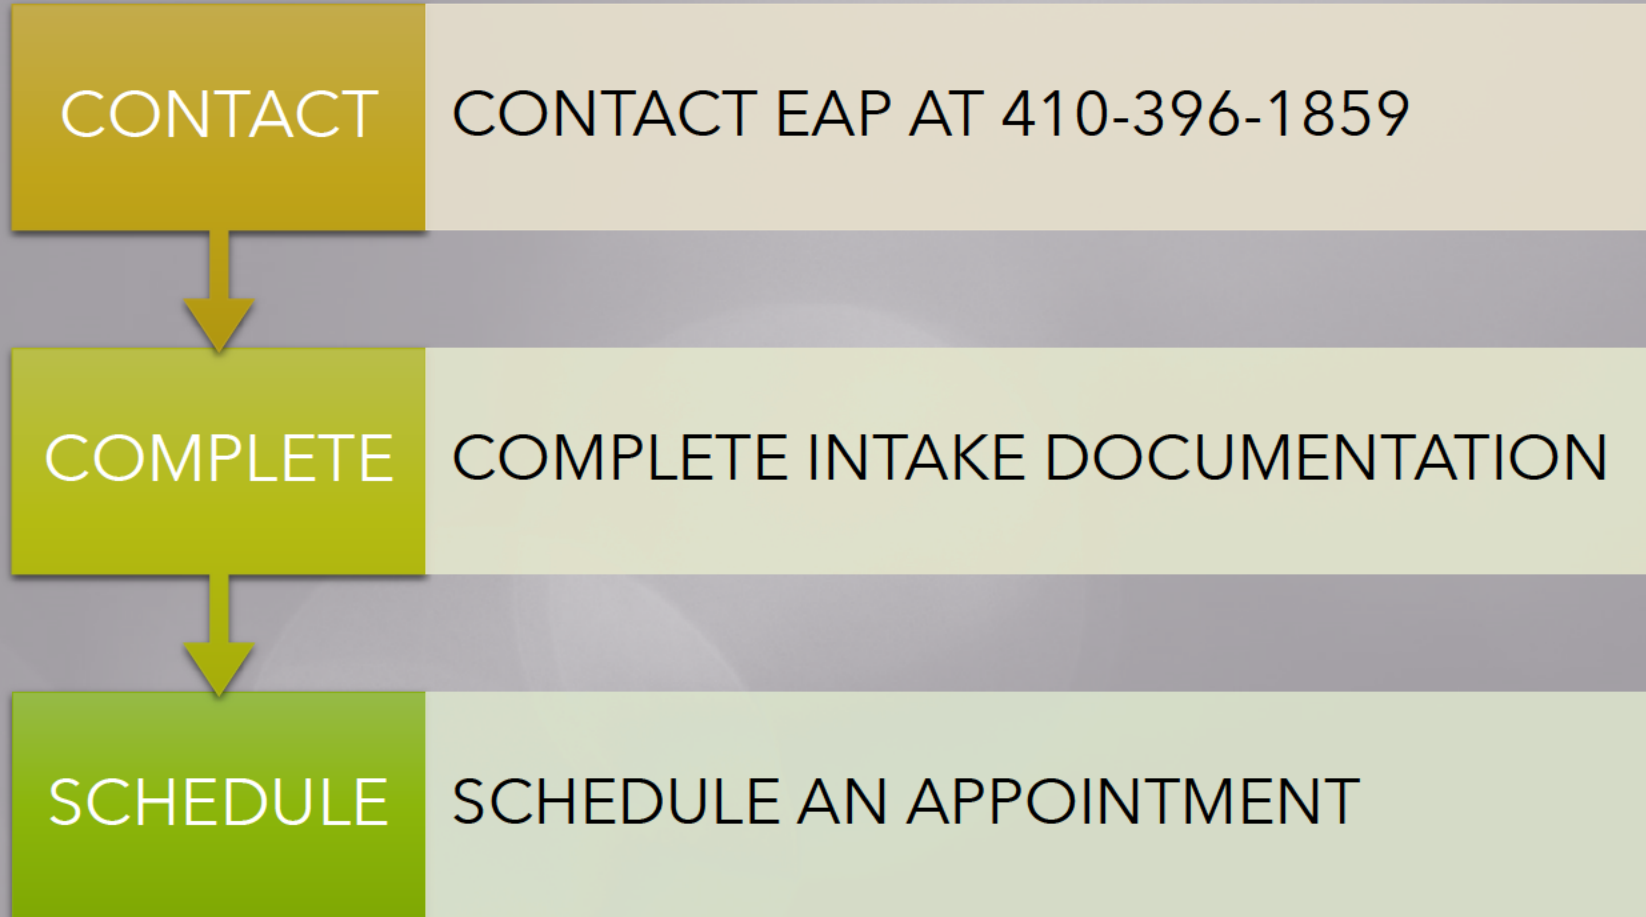 CONTACT
CONTACT EAP AT 410-396-1859
COMPLETE
COMPLETE INTAKE DOCUMENTATION
SCHEDULE
SCHEDULE AN APPOINTMENT